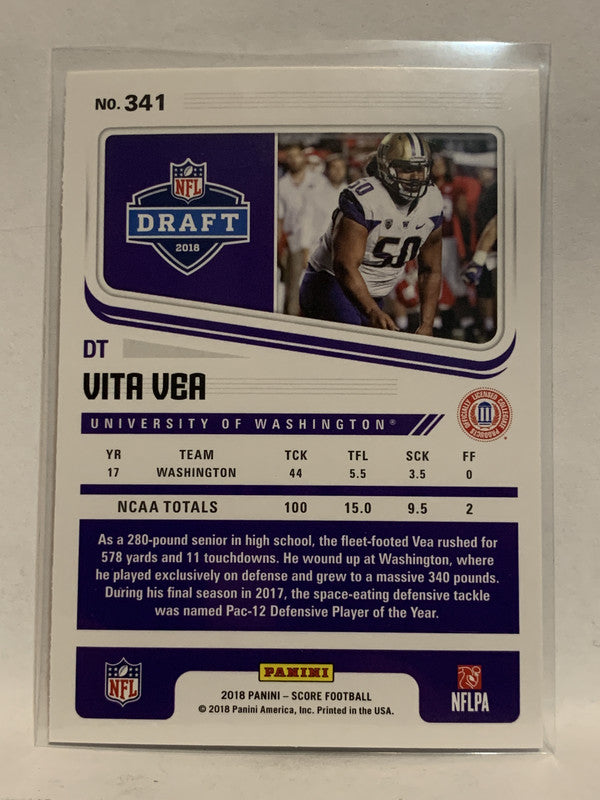 NO. 341
NFL
DRAFT
2018
50
DT
VITA VEA
UNIVERSITY OF WASHINGTON®
OFFICIALLY LICENSED COLLEGIATE PRODUCTS
YR TEAM TCK TFL SCK FF
17 WASHINGTON 44 5.5 3.5 0
NCAA TOTALS 100 15.0 9.5 2
As a 280-pound senior in high school, the fleet-footed Vea rushed for
578 yards and 11 touchdowns. He wound up at Washington, where
he played exclusively on defense and grew to a massive 340 pounds.
During his final season in 2017, the space-eating defensive tackle
was named Pac-12 Defensive Player of the Year.
NFL
PANINI
2018 PANINI – SCORE FOOTBALL
© 2018 Panini America, Inc. Printed in the USA.
NFLPA